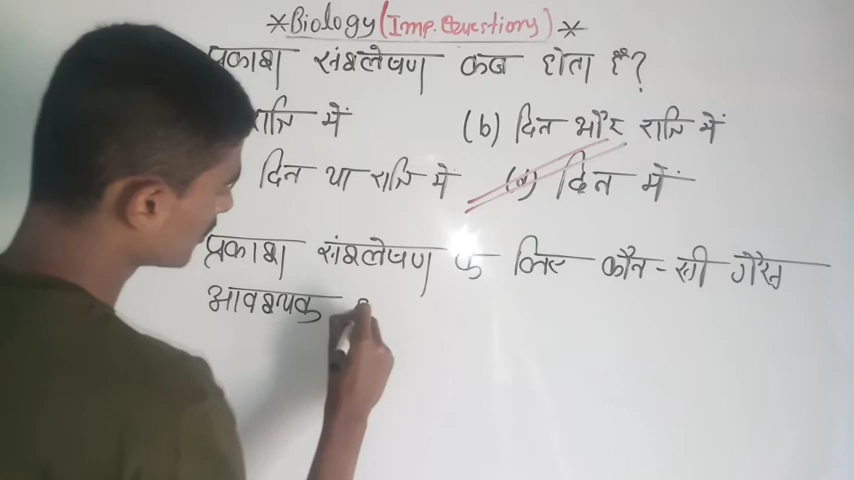 *Biology (Imp. Questions) *
प्रकाश संश्लेषण कब होता है?
रात्रि में (b) दिन और रात्रि में
दिन या रात्रि में (d) दिन में
प्रकाश संश्लेषण के लिए कौन-सी गैस
आवश्यक